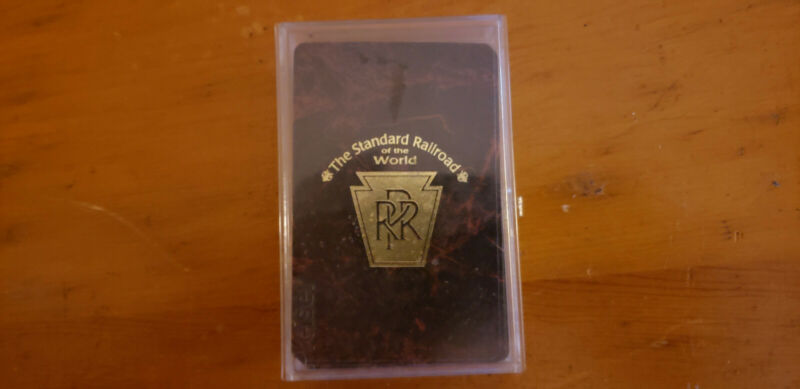 The Standard Railroad
of the
World
PRR